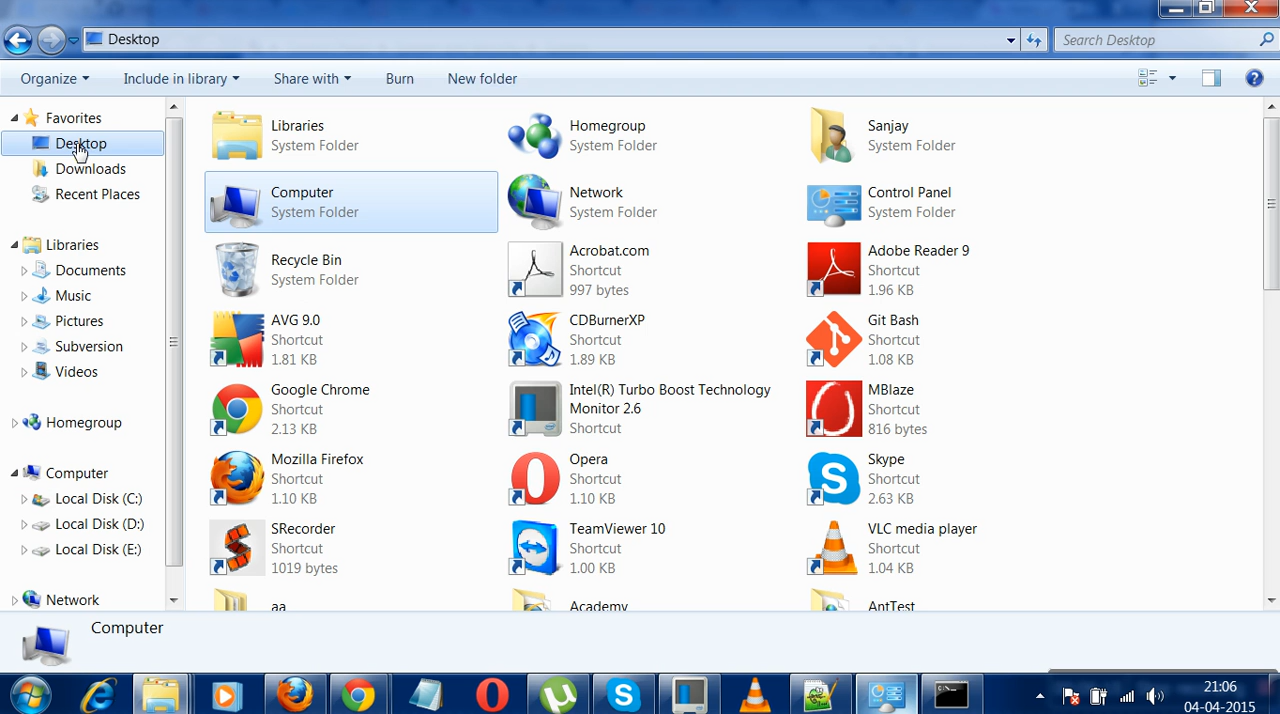 Desktop
Search Desktop
Organize
Include in library
Share with
Burn
New folder
Favorites
Desktop
Downloads
Recent Places
Libraries
Documents
Music
Pictures
Subversion
Videos
Homegroup
Computer
Local Disk (C:)
Local Disk (D:)
Local Disk (E:)
Network
Libraries
System Folder
Homegroup
System Folder
Sanjay
System Folder
Computer
System Folder
Network
System Folder
Control Panel
System Folder
Recycle Bin
System Folder
Acrobat.com
Shortcut
997 bytes
Adobe Reader 9
Shortcut
1.96 KB
AVG 9.0
Shortcut
1.81 KB
CDBurnerXP
Shortcut
1.89 KB
Git Bash
Shortcut
1.08 KB
Google Chrome
Shortcut
2.13 KB
Intel(R) Turbo Boost Technology
Monitor 2.6
Shortcut
MBlaze
Shortcut
816 bytes
Mozilla Firefox
Shortcut
1.10 KB
Opera
Shortcut
1.10 KB
Skype
Shortcut
2.63 KB
SRecorder
Shortcut
1019 bytes
TeamViewer 10
Shortcut
1.00 KB
VLC media player
Shortcut
1.04 KB
aa
Academy
AntTest
Computer
21:06
04-04-2015